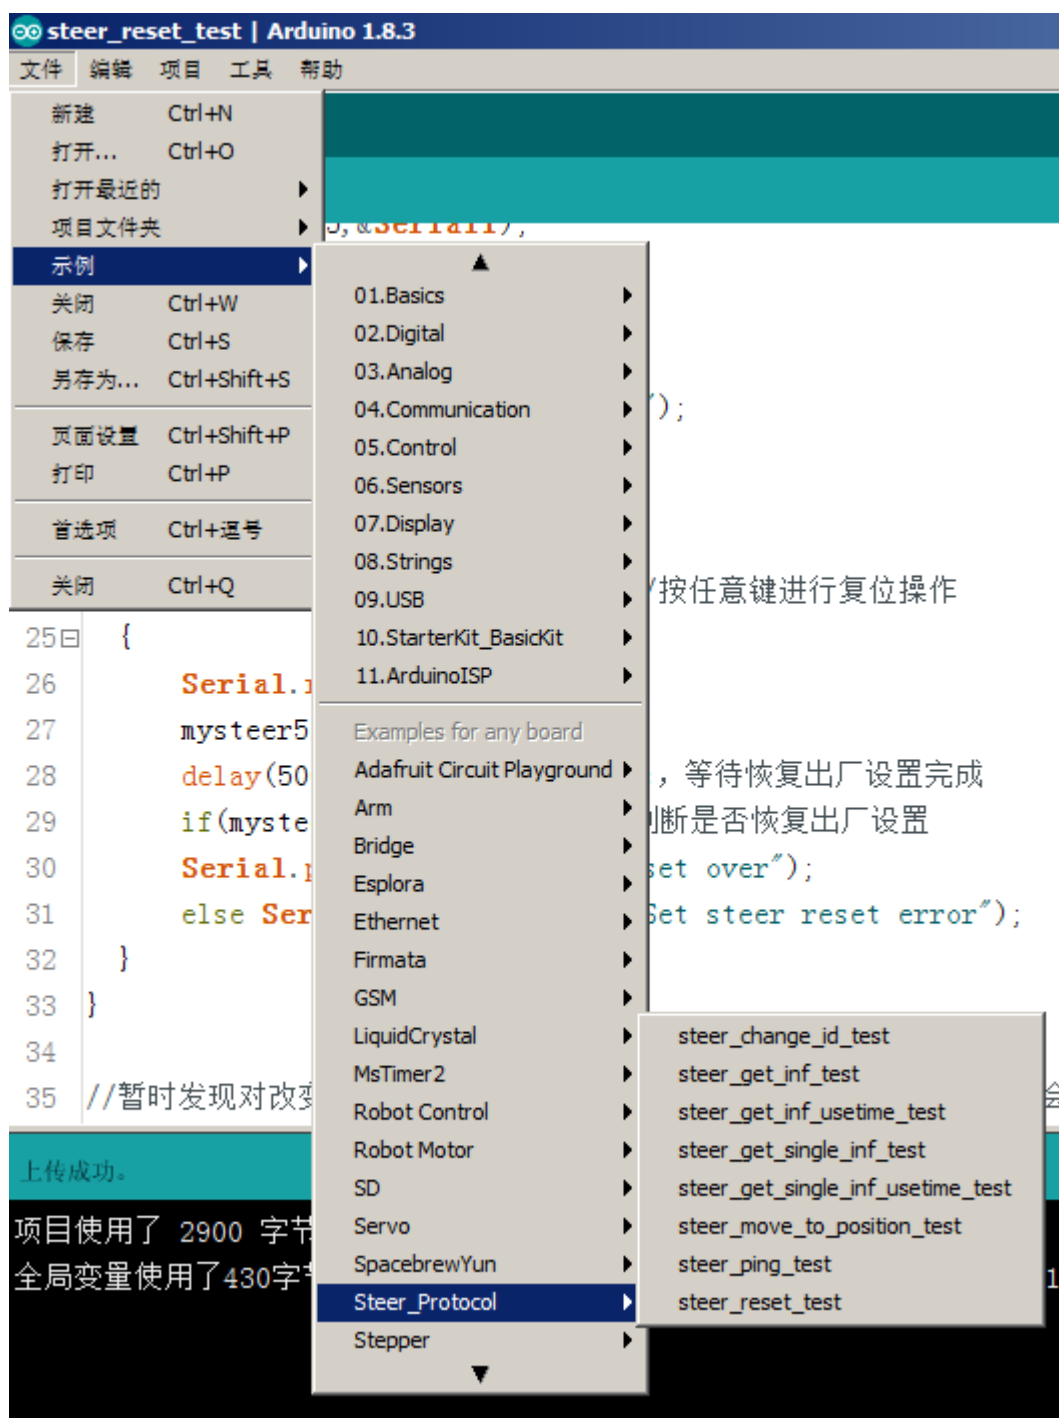 steer_reset_test | Arduino 1.8.3
文件 编辑 项目 工具 帮助
新建 Ctrl+N
打开... Ctrl+O
打开最近的
项目文件夹
示例
关闭 Ctrl+W
保存 Ctrl+S
另存为... Ctrl+Shift+S
页面设置 Ctrl+Shift+P
打印 Ctrl+P
首选项 Ctrl+逗号
关闭 Ctrl+Q
,&Serial1);
");
/按任意键进行复位操作
01.Basics
02.Digital
03.Analog
04.Communication
05.Control
06.Sensors
07.Display
08.Strings
09.USB
10.StarterKit_BasicKit
11.ArduinoISP
Examples for any board
Adafruit Circuit Playground
Arm
Bridge
Esplora
Ethernet
Firmata
GSM
LiquidCrystal
MsTimer2
Robot Control
Robot Motor
SD
Servo
SpacebrewYun
Steer_Protocol
Stepper
steer_change_id_test
steer_get_inf_test
steer_get_inf_usetime_test
steer_get_single_inf_test
steer_get_single_inf_usetime_test
steer_move_to_position_test
steer_ping_test
steer_reset_test
25 {
26 Serial.
27 mysteer5
28 delay(50 , 等待恢复出厂设置完成
29 if(myste 断是否恢复出厂设置
30 Serial. set over");
31 else Ser Set steer reset error");
32 }
33 }
34
35 //暂时发现对改变
上传成功。
项目使用了 2900 字节
全局变量使用了430字节